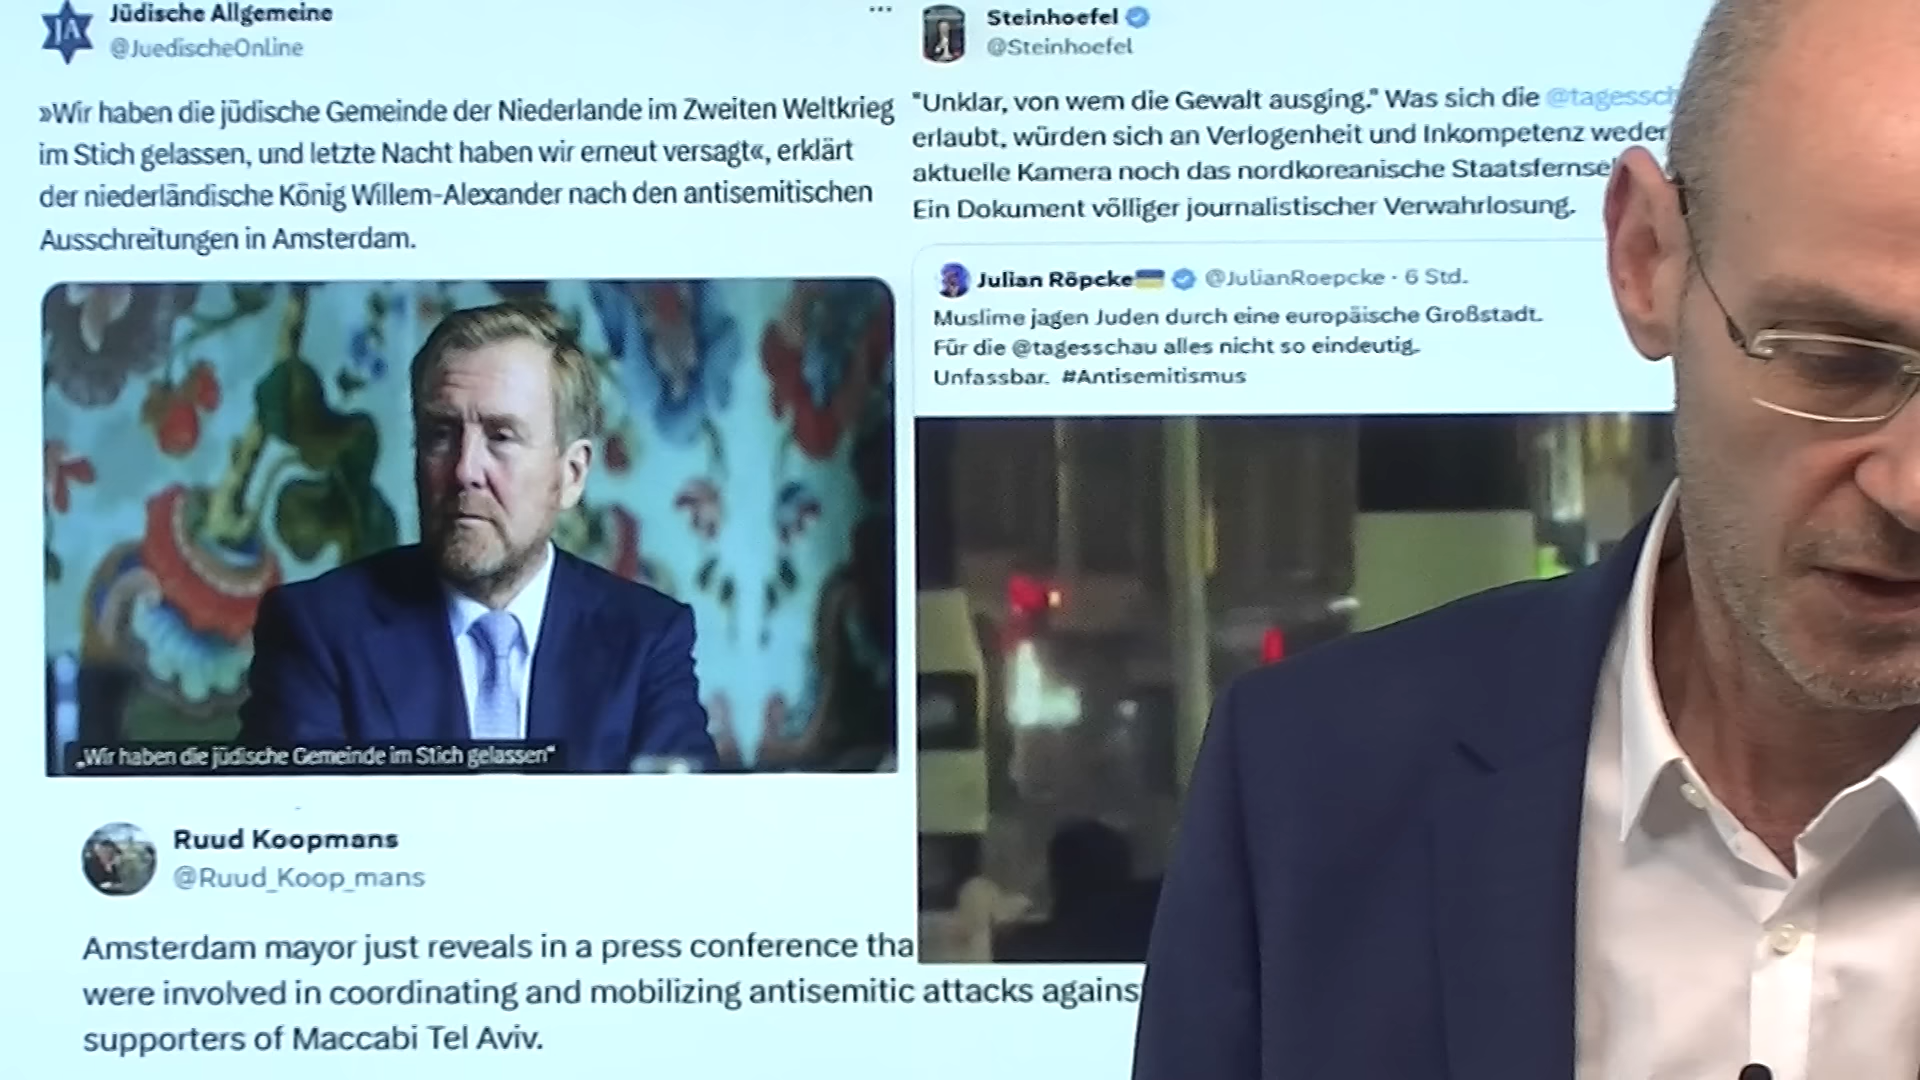 JA
Jüdische Allgemeine
@JuedischeOnline
»Wir haben die jüdische Gemeinde der Niederlande im Zweiten Weltkrieg
im Stich gelassen, und letzte Nacht haben wir erneut versagt«, erklärt
der niederländische König Willem-Alexander nach den antisemitischen
Ausschreitungen in Amsterdam.
„Wir haben die jüdische Gemeinde im Stich gelassen“
Ruud Koopmans
@Ruud_Koop_mans
Amsterdam mayor just reveals in a press conference tha
were involved in coordinating and mobilizing antisemitic attacks agains
supporters of Maccabi Tel Aviv.
Steinhoefel
@Steinhoefel
"Unklar, von wem die Gewalt ausging." Was sich die @tagessch
erlaubt, würden sich an Verlogenheit und Inkompetenz weder
aktuelle Kamera noch das nordkoreanische Staatsfernse
Ein Dokument völliger journalistischer Verwahrlosung.
Julian Röpcke @JulianRoepcke · 6 Std.
Muslime jagen Juden durch eine europäische Großstadt.
Für die @tagesschau alles nicht so eindeutig.
Unfassbar. #Antisemitismus